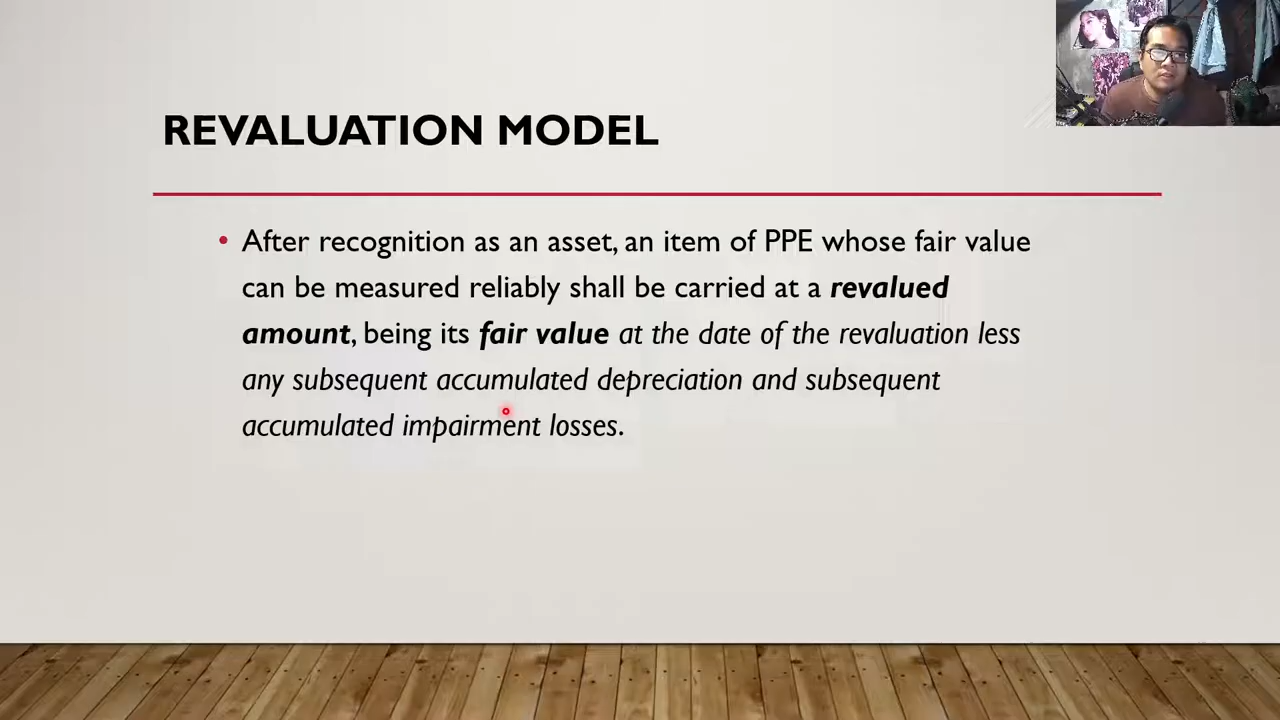 REVALUATION MODEL
• After recognition as an asset, an item of PPE whose fair value
can be measured reliably shall be carried at a revalued
amount, being its fair value at the date of the revaluation less
any subsequent accumulated depreciation and subsequent
accumulated impairment losses.